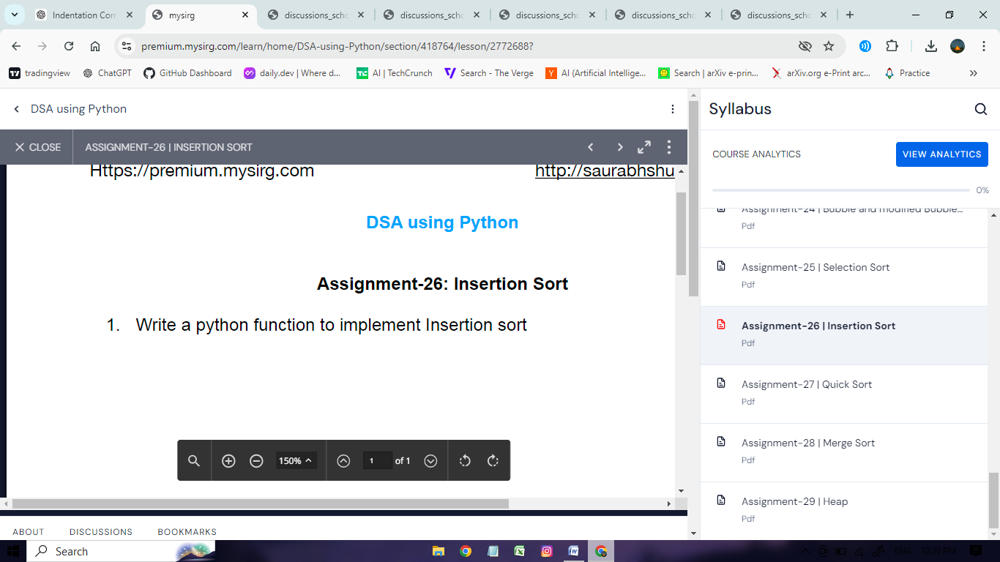 Indentation Corr
mysirg
discussions_scho
discussions_scho
discussions_scho
discussions_scho
discussions_scho
premium.mysirg.com/learn/home/DSA-using-Python/section/418764/lesson/2772688?
tradingview
ChatGPT
GitHub Dashboard
daily.dev | Where d...
AI | TechCrunch
Search - The Verge
AI (Artificial Intellige...
Search | arXiv e-prin...
arXiv.org e-Print arc...
Practice
DSA using Python
CLOSE
ASSIGNMENT-26 | INSERTION SORT
Https://premium.mysirg.com
http://saurabhshu
DSA using Python
Assignment-26: Insertion Sort
1. Write a python function to implement Insertion sort
150%
1 of 1
ABOUT
DISCUSSIONS
BOOKMARKS
Syllabus
COURSE ANALYTICS
VIEW ANALYTICS
0%
Assignment-24 | Bubble and modified Bubble...
Pdf
Assignment-25 | Selection Sort
Pdf
Assignment-26 | Insertion Sort
Pdf
Assignment-27 | Quick Sort
Pdf
Assignment-28 | Merge Sort
Pdf
Assignment-29 | Heap
Pdf
Search
ENG
10:20 PM